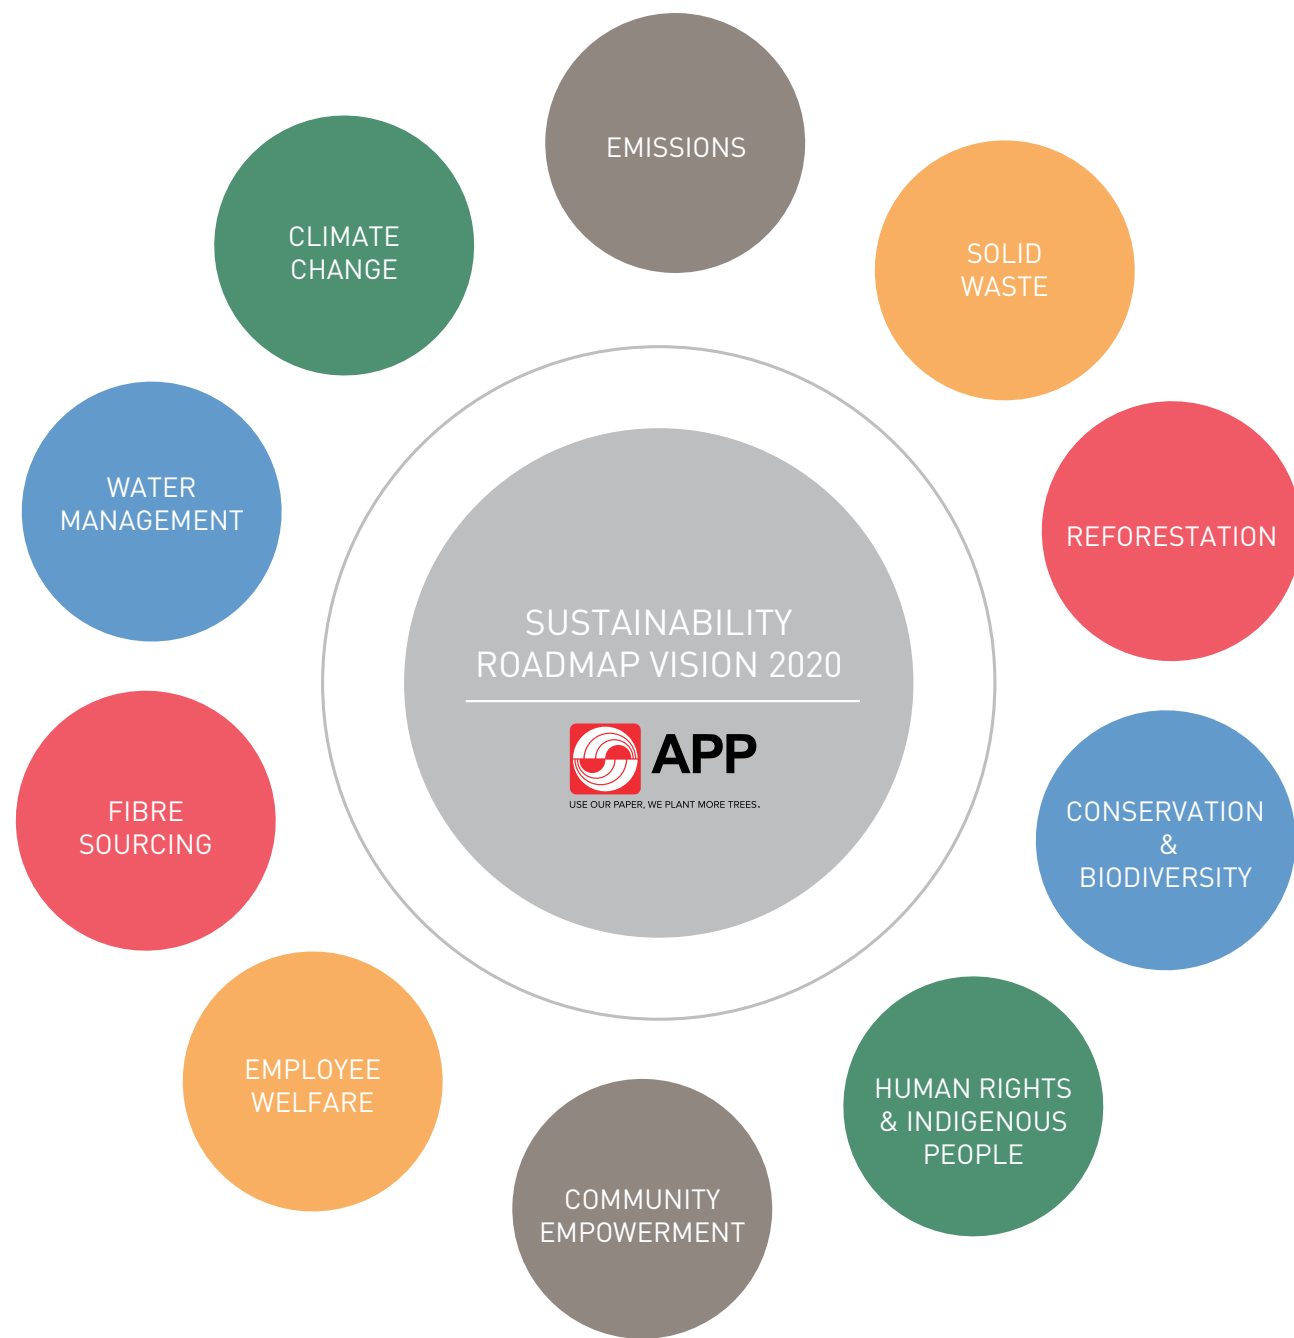 EMISSIONS
SOLID
WASTE
REFORESTATION
CONSERVATION
&
BIODIVERSITY
HUMAN RIGHTS
& INDIGENOUS
PEOPLE
COMMUNITY
EMPOWERMENT
EMPLOYEE
WELFARE
FIBRE
SOURCING
WATER
MANAGEMENT
CLIMATE
CHANGE
SUSTAINABILITY
ROADMAP VISION 2020
APP
USE OUR PAPER, WE PLANT MORE TREES.